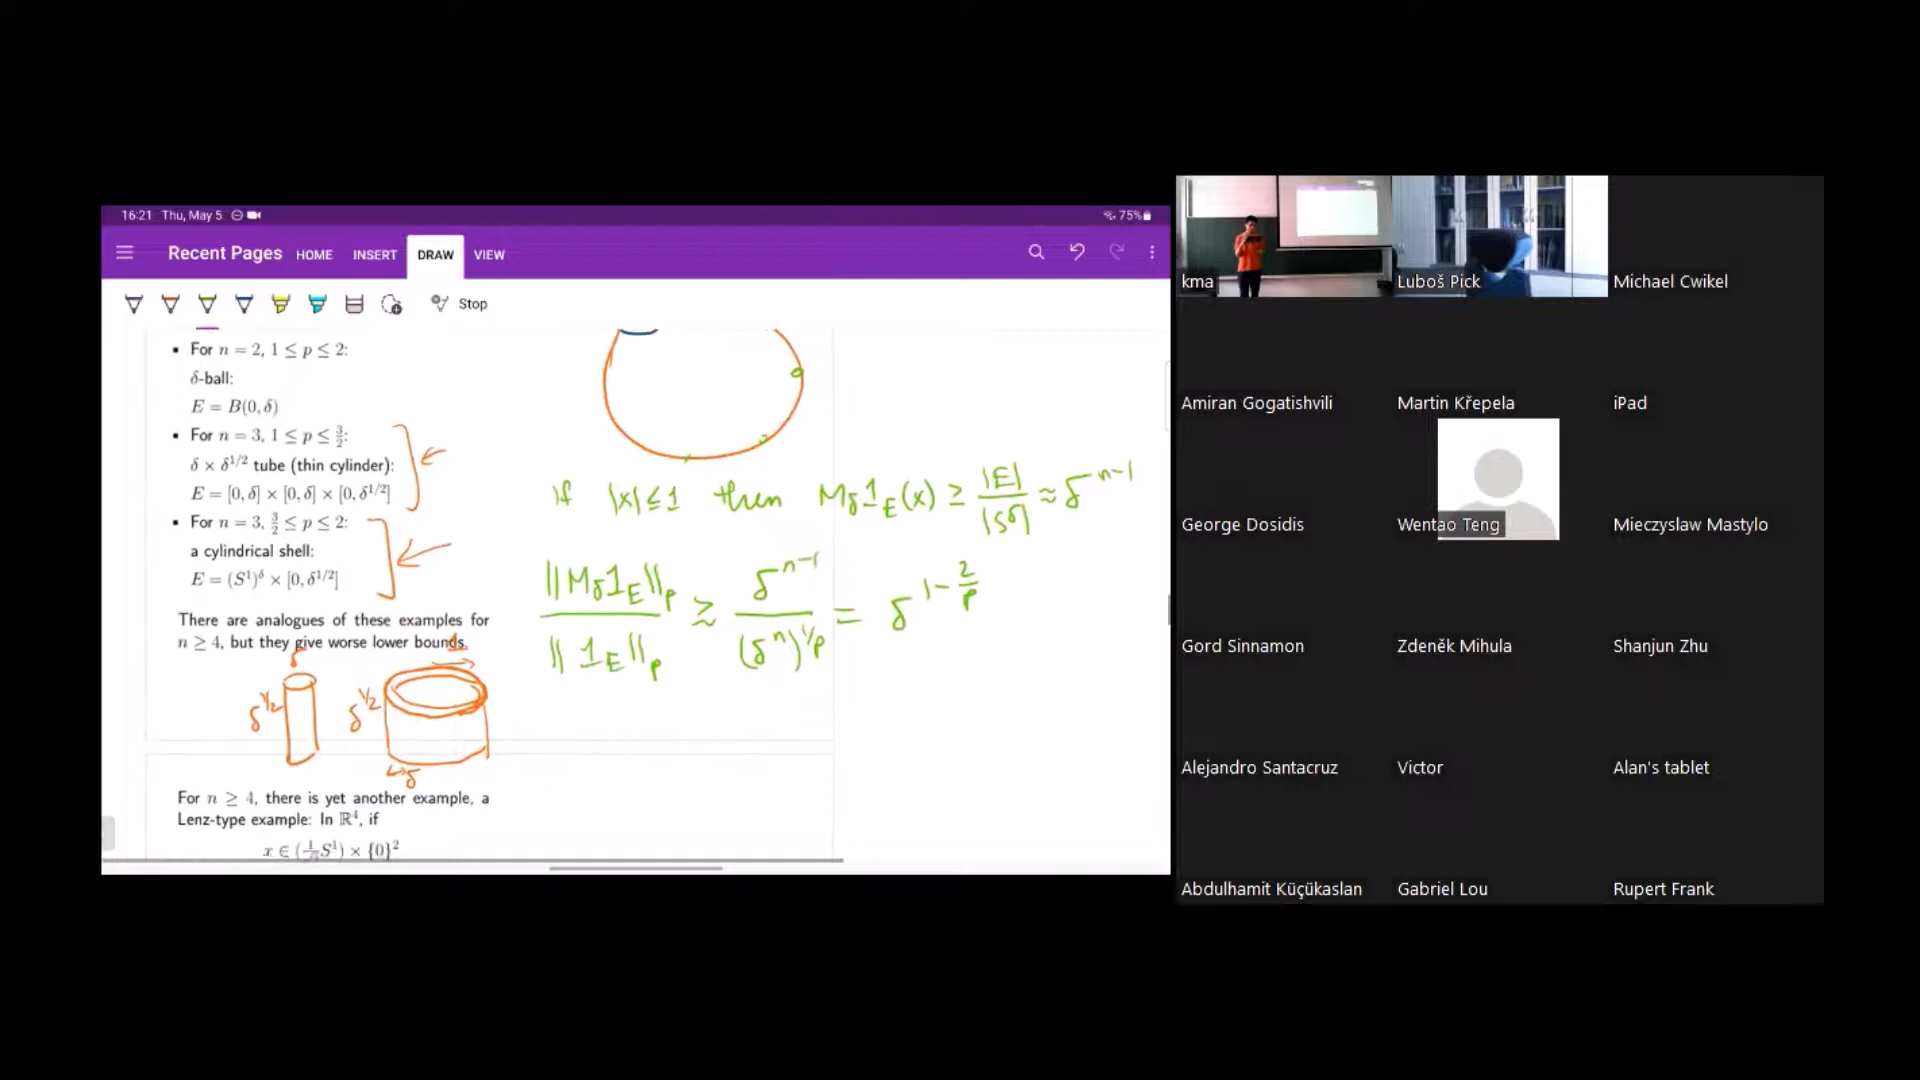 16:21 Thu, May 5
75%
Recent Pages HOME INSERT DRAW VIEW
Stop
▪ For n = 2, 1 ≤ p ≤ 2:
δ-ball:
E = B(0, δ)
▪ For n = 3, 1 ≤ p ≤ 3/2:
δ × δ^{1/2} tube (thin cylinder):
E = [0, δ] × [0, δ] × [0, δ^{1/2}]
▪ For n = 3, 3/2 ≤ p ≤ 2:
a cylindrical shell:
E = (S^1)^δ × [0, δ^{1/2}]
There are analogues of these examples for
n ≥ 4, but they give worse lower bounds.
δ
1
δ^{1/2}
δ^{1/2}
δ
For n ≥ 4, there is yet another example, a
Lenz-type example: In ℝ^4, if
if |x| ≤ 1 then M_δ 1_E(x) ≥ |E| / |S^δ| ≈ δ^{n-1}
||M_δ 1_E||_p / ||1_E||_p ≳ δ^{n-1} / (δ^n)^{1/p} = δ^{1-2/p}
kma
Luboš Pick
Michael Cwikel
Amiran Gogatishvili
Martin Křepela
iPad
George Dosidis
Wentao Teng
Mieczyslaw Mastylo
Gord Sinnamon
Zdeněk Mihula
Shanjun Zhu
Alejandro Santacruz
Victor
Alan's tablet
Abdulhamit Küçükaslan
Gabriel Lou
Rupert Frank